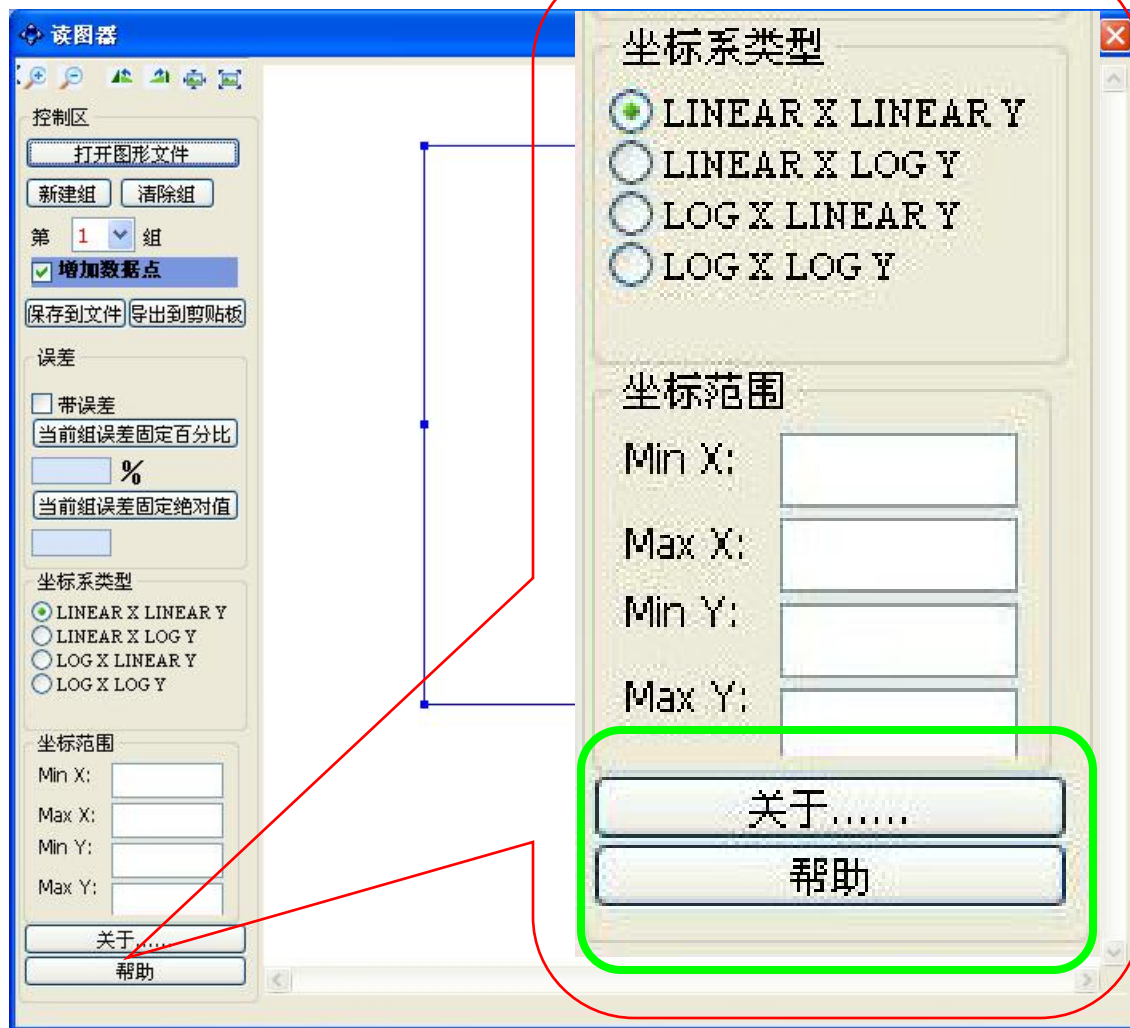 读图器
控制区
打开图形文件
新建组 清除组
第 1 组
增加数据点
保存到文件 导出到剪贴板
误差
带误差
当前组误差固定百分比
%
当前组误差固定绝对值
坐标系类型
LINEAR X LINEAR Y
LINEAR X LOG Y
LOG X LINEAR Y
LOG X LOG Y
坐标范围
Min X:
Max X:
Min Y:
Max Y:
关于......
帮助
坐标系类型
LINEAR X LINEAR Y
LINEAR X LOG Y
LOG X LINEAR Y
LOG X LOG Y
坐标范围
Min X:
Max X:
Min Y:
Max Y:
关于......
帮助